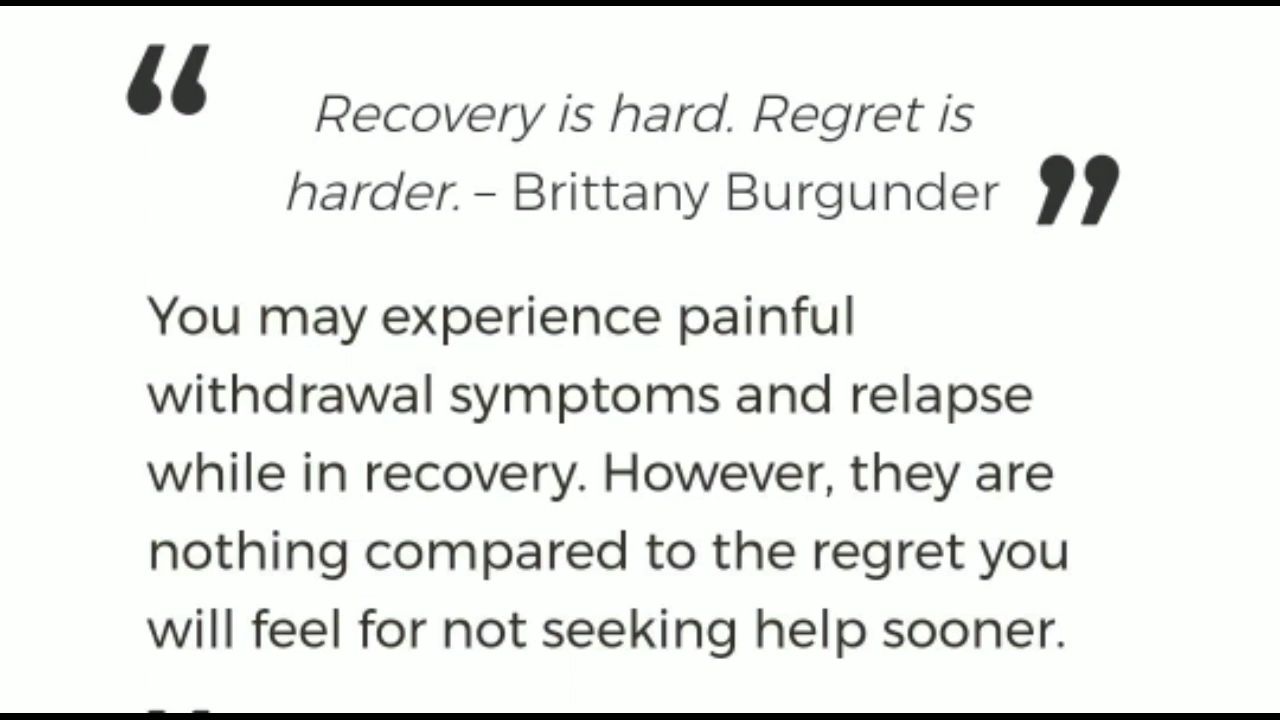 “ Recovery is hard. Regret is
harder. – Brittany Burgunder ”
You may experience painful
withdrawal symptoms and relapse
while in recovery. However, they are
nothing compared to the regret you
will feel for not seeking help sooner.